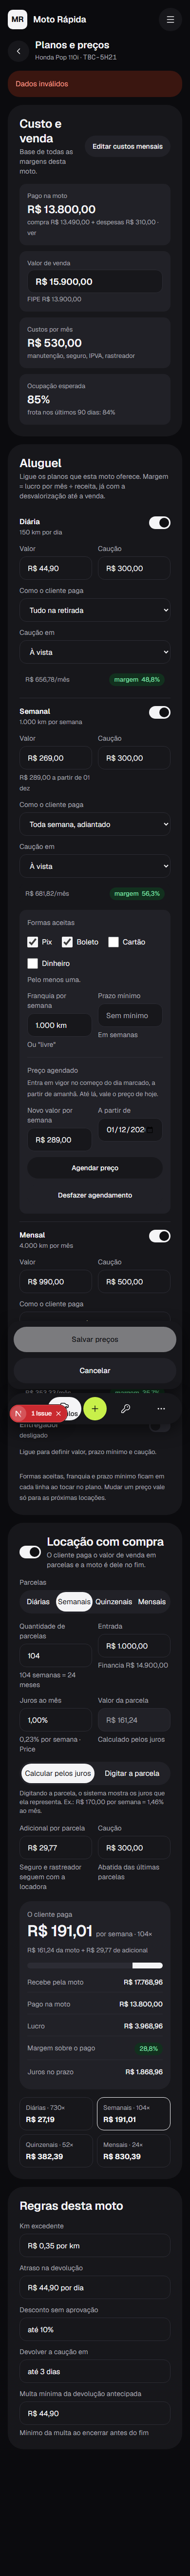 MR Moto Rápida
Planos e preços
Honda Pop 110i · TBC-5H21
Dados inválidos
Custo e
venda
Base de todas as
margens desta
moto.
Editar custos mensais
Pago na moto
R$ 13.800,00
compra R$ 13.490,00 + despesas R$ 310,00 ·
ver
Valor de venda
R$ 15.900,00
FIPE R$ 13.900,00
Custos por mês
R$ 530,00
manutenção, seguro, IPVA, rastreador
Ocupação esperada
85%
frota nos últimos 90 dias: 84%
Aluguel
Ligue os planos que esta moto oferece. Margem
= lucro por mês ÷ receita, já com a
desvalorização até a venda.
Diária
150 km por dia
Valor
Caução
R$ 44,90
R$ 300,00
Como o cliente paga
Tudo na retirada
Caução em
À vista
R$ 656,78/mês
margem 48,8%
Semanal
1.000 km por semana
Valor
Caução
R$ 269,00
R$ 300,00
R$ 289,00 a partir de 01
dez
Como o cliente paga
Toda semana, adiantado
Caução em
À vista
R$ 681,82/mês
margem 56,3%
Formas aceitas
Pix
Boleto
Cartão
Dinheiro
Pelo menos uma.
Franquia por
semana
Prazo mínimo
1.000 km
Sem mínimo
Ou "livre"
Em semanas
Preço agendado
Entra em vigor no começo do dia marcado, a
partir de amanhã. Até lá, vale o preço de hoje.
Novo valor por
semana
A partir de
R$ 289,00
01/12/202
Agendar preço
Desfazer agendamento
Mensal
4.000 km por mês
Valor
Caução
R$ 990,00
R$ 500,00
Como o cliente paga
Salvar preços
Cancelar
N 1 Issue
Entregador
desligado
Ligue para definir valor, prazo mínimo e caução.
Formas aceitas, franquia e prazo mínimo ficam em
cada linha ao tocar no plano. Mudar um preço vale
só para as próximas locações.
Locação com compra
O cliente paga o valor de venda em
parcelas e a moto é dele no fim.
Parcelas
Diárias
Semanais
Quinzenais
Mensais
Quantidade de
parcelas
Entrada
104
R$ 1.000,00
104 semanas = 24
meses
Financia R$ 14.900,00
Juros ao mês
Valor da parcela
1,00%
R$ 161,24
0,23% por semana ·
Price
Calculado pelos juros
Calcular pelos juros
Digitar a parcela
Digitando a parcela, o sistema mostra os juros que
ela representa. Ex.: R$ 170,00 por semana = 1,46%
ao mês.
Adicional por parcela
Caução
R$ 29,77
R$ 300,00
Seguro e rastreador
seguem com a
locadora
Abatida das últimas
parcelas
O cliente paga
R$ 191,01 por semana · 104×
R$ 161,24 da moto + R$ 29,77 de adicional
Recebe pela moto
R$ 17.768,96
Pago na moto
R$ 13.800,00
Lucro
R$ 3.968,96
Margem sobre o pago
28,8%
Juros no prazo
R$ 1.868,96
Diárias · 730×
R$ 27,19
Semanais · 104×
R$ 191,01
Quinzenais · 52×
R$ 382,39
Mensais · 24×
R$ 830,39
Regras desta moto
Km excedente
R$ 0,35 por km
Atraso na devolução
R$ 44,90 por dia
Desconto sem aprovação
até 10%
Devolver a caução em
até 3 dias
Multa mínima da devolução antecipada
R$ 44,90
Mínimo da multa ao encerrar antes do fim